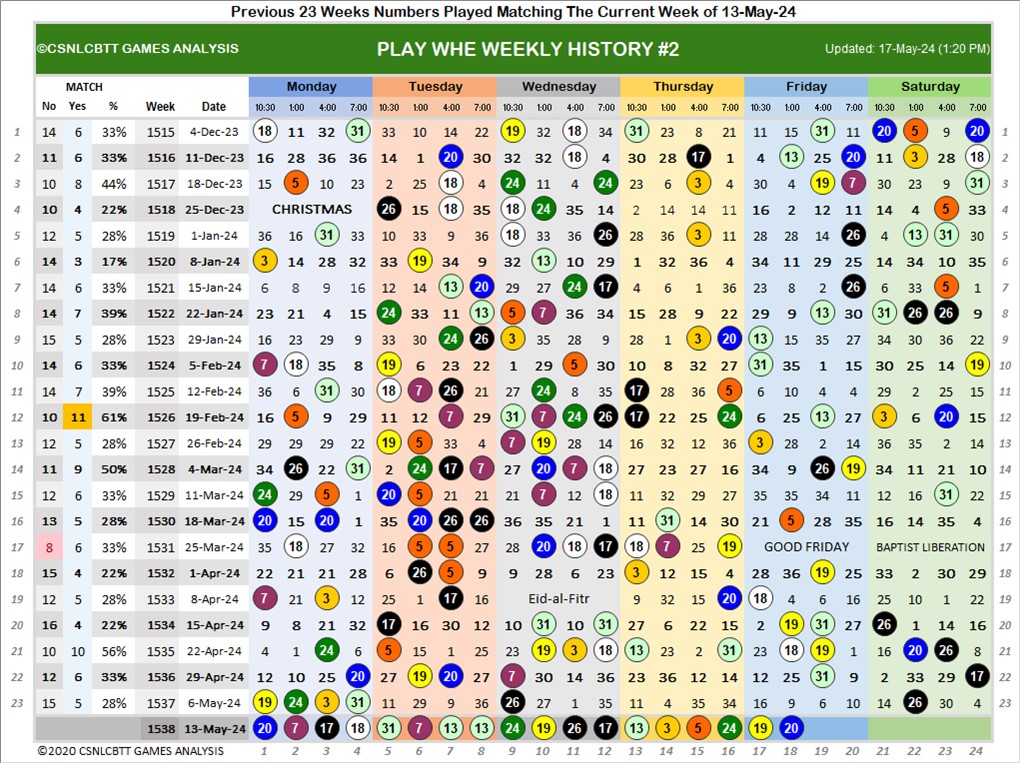 Previous 23 Weeks Numbers Played Matching The Current Week of 13-May-24
©CSNLCBTT GAMES ANALYSIS PLAY WHE WEEKLY HISTORY #2 Updated: 17-May-24 (1:20 PM)
MATCH Monday Tuesday Wednesday Thursday Friday Saturday
No Yes % Week Date 10:30 1:00 4:00 7:00 10:30 1:00 4:00 7:00 10:30 1:00 4:00 7:00 10:30 1:00 4:00 7:00 10:30 1:00 4:00 7:00 10:30 1:00 4:00 7:00
1 14 6 33% 1515 4-Dec-23 18 11 32 31 33 10 14 22 19 32 18 34 31 23 8 21 11 15 31 11 20 5 9 20 1
2 11 6 33% 1516 11-Dec-23 16 28 36 36 14 1 20 30 32 32 18 4 30 28 17 1 4 13 25 20 11 3 28 18 2
3 10 8 44% 1517 18-Dec-23 15 5 10 23 2 25 18 4 24 11 4 24 23 6 3 4 30 4 19 7 30 23 9 31 3
4 10 4 22% 1518 25-Dec-23 CHRISTMAS 26 15 18 35 18 24 35 14 2 14 14 11 16 2 12 11 14 4 5 33 4
5 12 5 28% 1519 1-Jan-24 36 16 31 33 10 33 9 36 18 33 36 26 28 35 3 11 28 28 14 26 4 13 31 30 5
6 14 3 17% 1520 8-Jan-24 3 14 28 32 33 19 34 9 32 13 10 29 1 32 36 4 34 11 29 25 14 34 10 35 6
7 14 6 33% 1521 15-Jan-24 6 8 9 16 12 14 13 20 29 11 24 17 4 6 1 36 23 8 2 26 6 33 5 1 7
8 14 7 39% 1522 22-Jan-24 23 21 4 15 24 33 11 13 5 7 36 34 15 28 9 22 29 9 13 30 31 26 26 9 8
9 15 5 28% 1523 29-Jan-24 16 23 29 9 33 30 24 26 3 35 28 9 28 1 3 20 13 15 35 27 34 30 36 22 9
10 14 6 33% 1524 5-Feb-24 7 18 35 8 19 6 23 22 1 29 5 30 10 8 32 27 31 35 1 15 30 25 14 19 10
11 14 7 39% 1525 12-Feb-24 11 3 31 30 18 7 26 21 27 24 8 11 17 11 36 5 6 10 4 4 29 2 25 15 11
12 10 11 61% 1526 19-Feb-24 16 5 9 29 11 12 7 29 31 7 24 26 17 22 25 24 6 25 13 27 3 6 20 15 12
13 12 5 28% 1527 26-Feb-24 29 29 29 22 19 5 33 4 7 19 28 14 16 32 12 36 3 28 2 14 36 35 2 14 13
14 11 9 50% 1528 4-Mar-24 34 26 22 31 2 24 17 7 27 20 7 18 27 23 27 16 34 9 26 19 34 11 21 10 14
15 12 6 33% 1529 11-Mar-24 24 29 5 1 20 5 21 21 21 7 12 18 11 32 29 27 35 35 34 11 12 16 31 22 15
16 13 5 28% 1530 18-Mar-24 20 15 20 1 35 20 26 26 36 35 21 1 11 31 14 30 21 5 28 35 16 14 35 4 16
17 8 6 33% 1531 25-Mar-24 35 18 27 32 16 5 5 27 28 20 18 17 18 7 25 19 GOOD FRIDAY BAPTIST LIBERATION 17
18 15 4 22% 1532 1-Apr-24 22 21 21 28 6 26 5 9 9 28 6 23 3 12 15 4 28 36 19 25 33 2 30 29 18
19 12 5 28% 1533 8-Apr-24 7 21 3 12 25 1 17 16 Eid-al-Fitr 9 32 15 20 18 4 6 16 25 10 1 22 19
20 16 4 22% 1534 15-Apr-24 9 8 21 32 17 16 30 12 10 31 10 31 27 6 22 15 2 19 31 27 26 1 14 16 20
21 10 10 56% 1535 22-Apr-24 4 1 24 6 5 15 1 25 23 19 3 18 13 23 2 31 23 18 19 1 22 20 26 8 21
22 12 6 33% 1536 29-Apr-24 12 10 25 20 27 19 20 27 7 30 14 36 23 36 12 14 12 25 31 9 2 33 29 17 22
23 15 5 28% 1537 6-May-24 19 24 3 31 11 29 9 36 26 27 1 35 11 4 35 34 16 9 6 10 14 26 30 4 23
1538 13-May-24 20 7 17 18 31 7 13 13 24 19 26 17 13 3 5 24 19 20
©2020 CSNLCBTT GAMES ANALYSIS 1 2 3 4 5 6 7 8 9 10 11 12 13 14 15 16 17 18 19 20 21 22 23 24